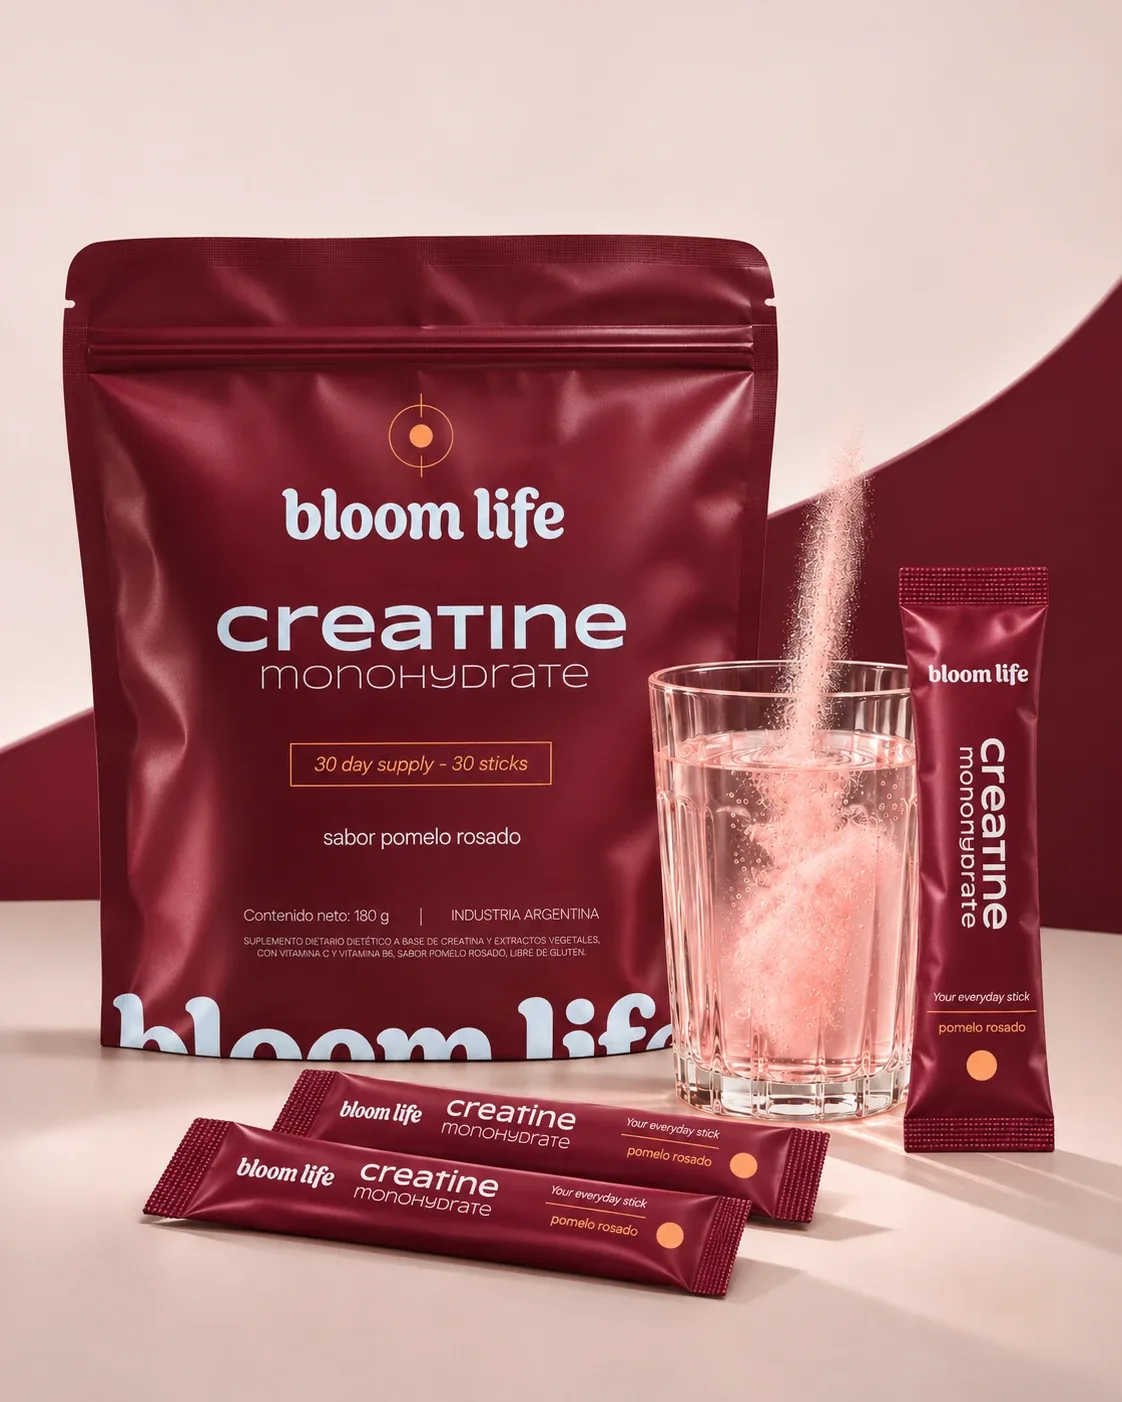 bloom life
creatine
monohydrate
30 day supply - 30 sticks
sabor pomelo rosado
Contenido neto: 180 g | INDUSTRIA ARGENTINA
SUPLEMENTO DIETARIO DIETÉTICO A BASE DE CREATINA Y EXTRACTOS VEGETALES,
CON VITAMINA C Y VITAMINA B6, SABOR POMELO ROSADO, LIBRE DE GLUTEN.
bloom life
bloom life
creatine
monohydrate
Your everyday stick
pomelo rosado
bloom life
creatine
monohydrate
Your everyday stick
pomelo rosado
bloom life
creatine
monohydrate
Your everyday stick
pomelo rosado